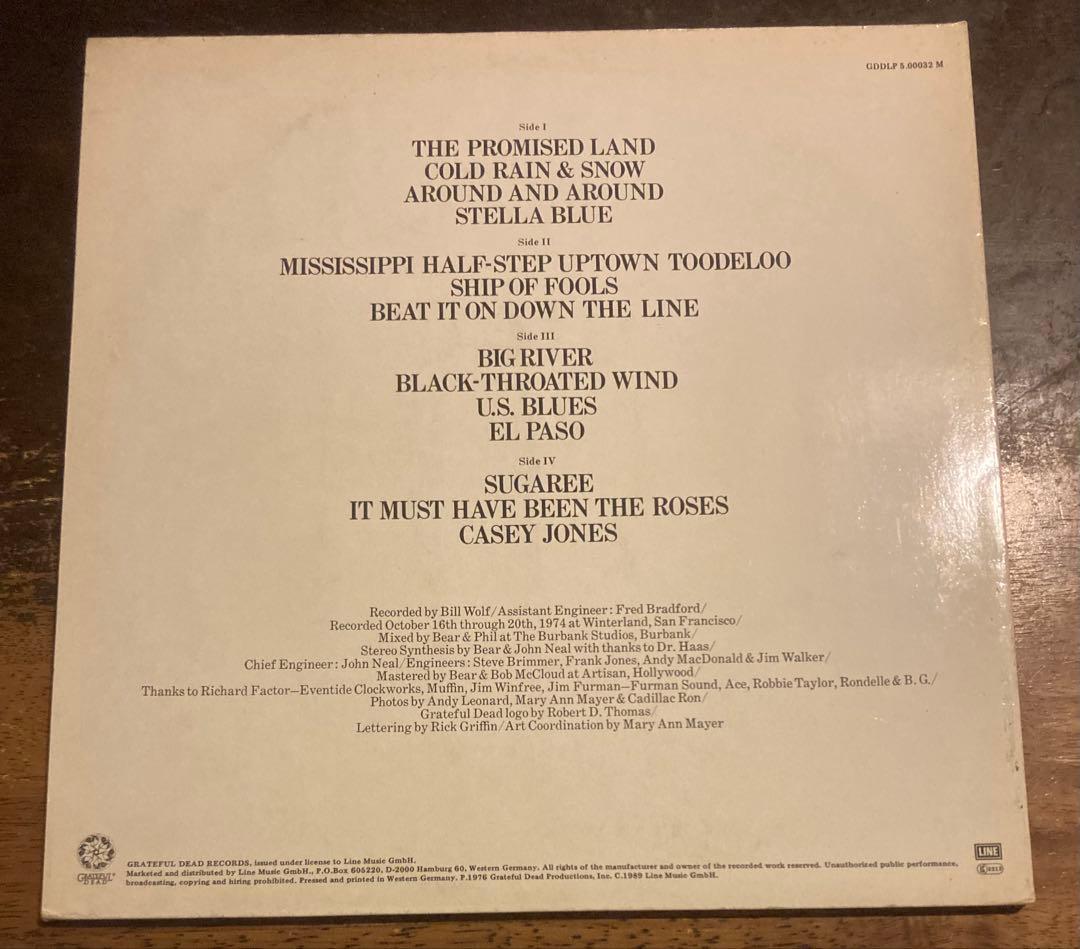 GDDLP 5.00032 M
Side I
THE PROMISED LAND
COLD RAIN & SNOW
AROUND AND AROUND
STELLA BLUE
Side II
MISSISSIPPI HALF-STEP UPTOWN TOODELOO
SHIP OF FOOLS
BEAT IT ON DOWN THE LINE
Side III
BIG RIVER
BLACK-THROATED WIND
U.S. BLUES
EL PASO
Side IV
SUGAREE
IT MUST HAVE BEEN THE ROSES
CASEY JONES
Recorded by Bill Wolf/Assistant Engineer: Fred Bradford/
Recorded October 16th through 20th, 1974 at Winterland, San Francisco/
Mixed by Bear & Phil at The Burbank Studios, Burbank/
Stereo Synthesis by Bear & John Neal with thanks to Dr. Haas/
Chief Engineer: John Neal/Engineers: Steve Brimmer, Frank Jones, Andy MacDonald & Jim Walker/
Mastered by Bear & Bob McCloud at Artisan, Hollywood/
Thanks to Richard Factor—Eventide Clockworks, Muffin, Jim Winfree, Jim Furman—Furman Sound, Ace, Robbie Taylor, Rondelle & B.G./
Photos by Andy Leonard, Mary Ann Mayer & Cadillac Ron/
Grateful Dead logo by Robert D. Thomas/
Lettering by Rick Griffin/Art Coordination by Mary Ann Mayer
GRATEFUL DEAD
GRATEFUL DEAD RECORDS, issued under license to Line Music GmbH.
Marketed and distributed by Line Music GmbH., P.O.Box 605220, D-2000 Hamburg 60, Western Germany. All rights of the manufacturer and owner of the recorded work reserved. Unauthorized public performance,
broadcasting, copying and hiring prohibited. Pressed and printed in Western Germany. P.1976 Grateful Dead Productions, Inc. C.1989 Line Music GmbH.
LINE